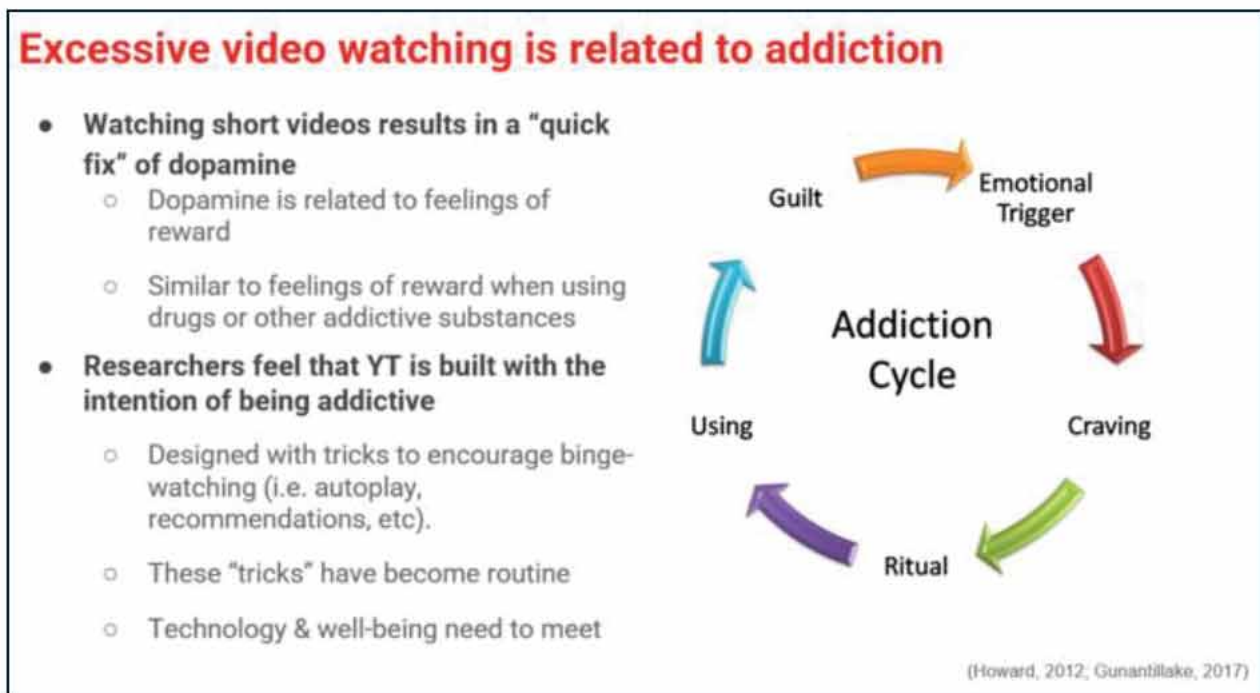 Excessive video watching is related to addiction
● Watching short videos results in a “quick
fix” of dopamine
○ Dopamine is related to feelings of
reward
○ Similar to feelings of reward when using
drugs or other addictive substances
● Researchers feel that YT is built with the
intention of being addictive
○ Designed with tricks to encourage binge-
watching (i.e. autoplay,
recommendations, etc).
○ These “tricks” have become routine
○ Technology & well-being need to meet
Addiction
Cycle
Emotional
Trigger
Craving
Ritual
Using
Guilt
(Howard, 2012; Gunantillake, 2017)